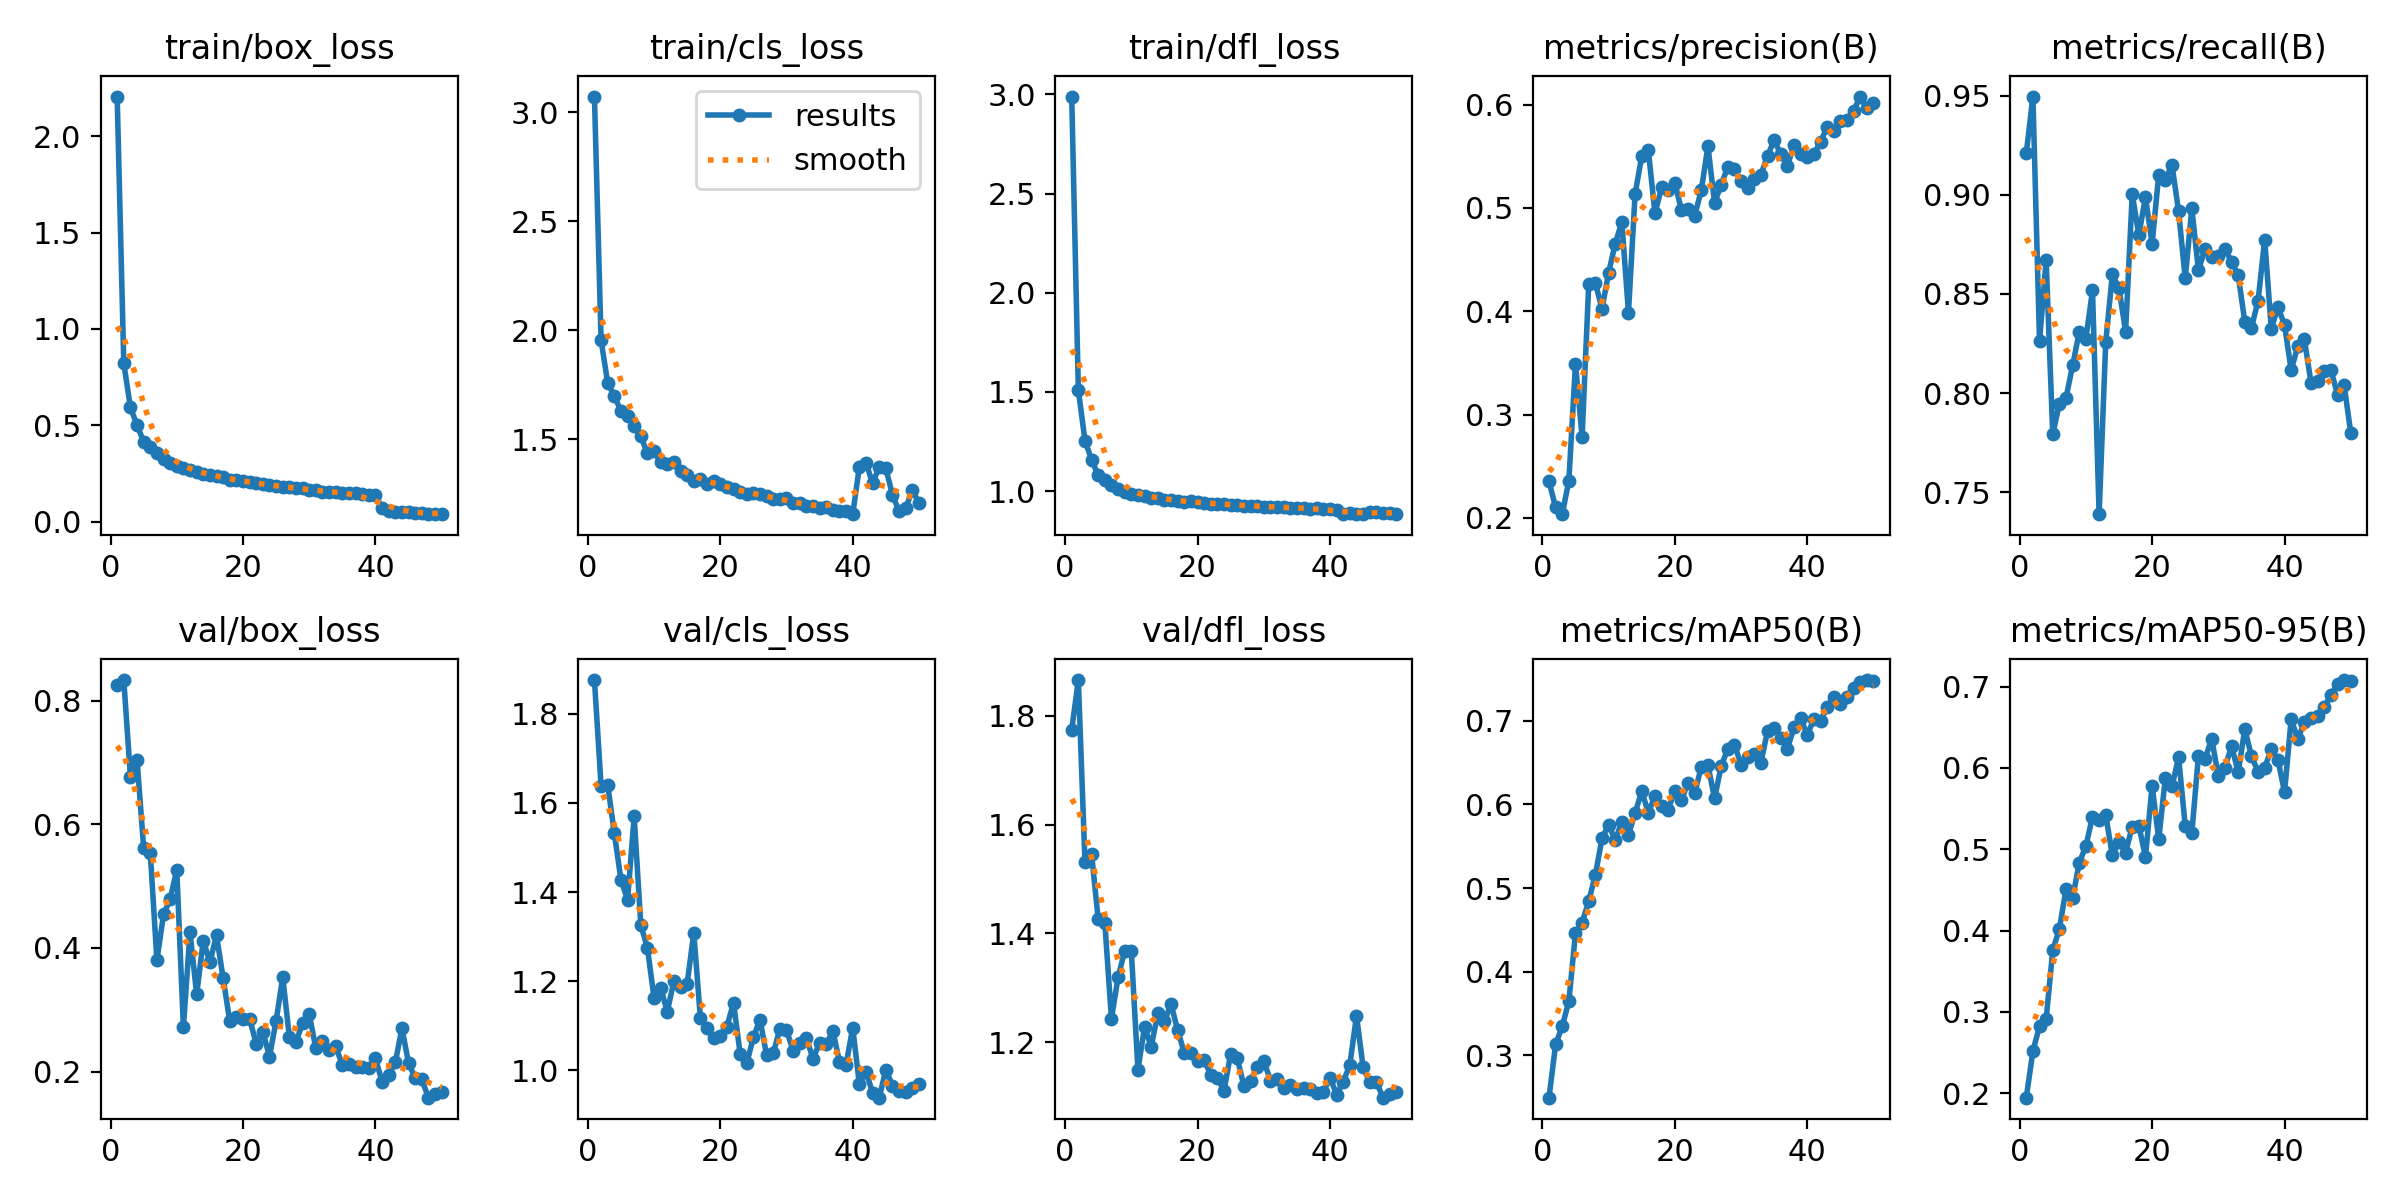 train/box_loss
2.0
1.5
1.0
0.5
0.0
0 20 40
train/cls_loss
results
smooth
3.0
2.5
2.0
1.5
0 20 40
train/dfl_loss
3.0
2.5
2.0
1.5
1.0
0 20 40
metrics/precision(B)
0.6
0.5
0.4
0.3
0.2
0 20 40
metrics/recall(B)
0.95
0.90
0.85
0.80
0.75
0 20 40
val/box_loss
0.8
0.6
0.4
0.2
0 20 40
val/cls_loss
1.8
1.6
1.4
1.2
1.0
0 20 40
val/dfl_loss
1.8
1.6
1.4
1.2
0 20 40
metrics/mAP50(B)
0.7
0.6
0.5
0.4
0.3
0 20 40
metrics/mAP50-95(B)
0.7
0.6
0.5
0.4
0.3
0.2
0 20 40